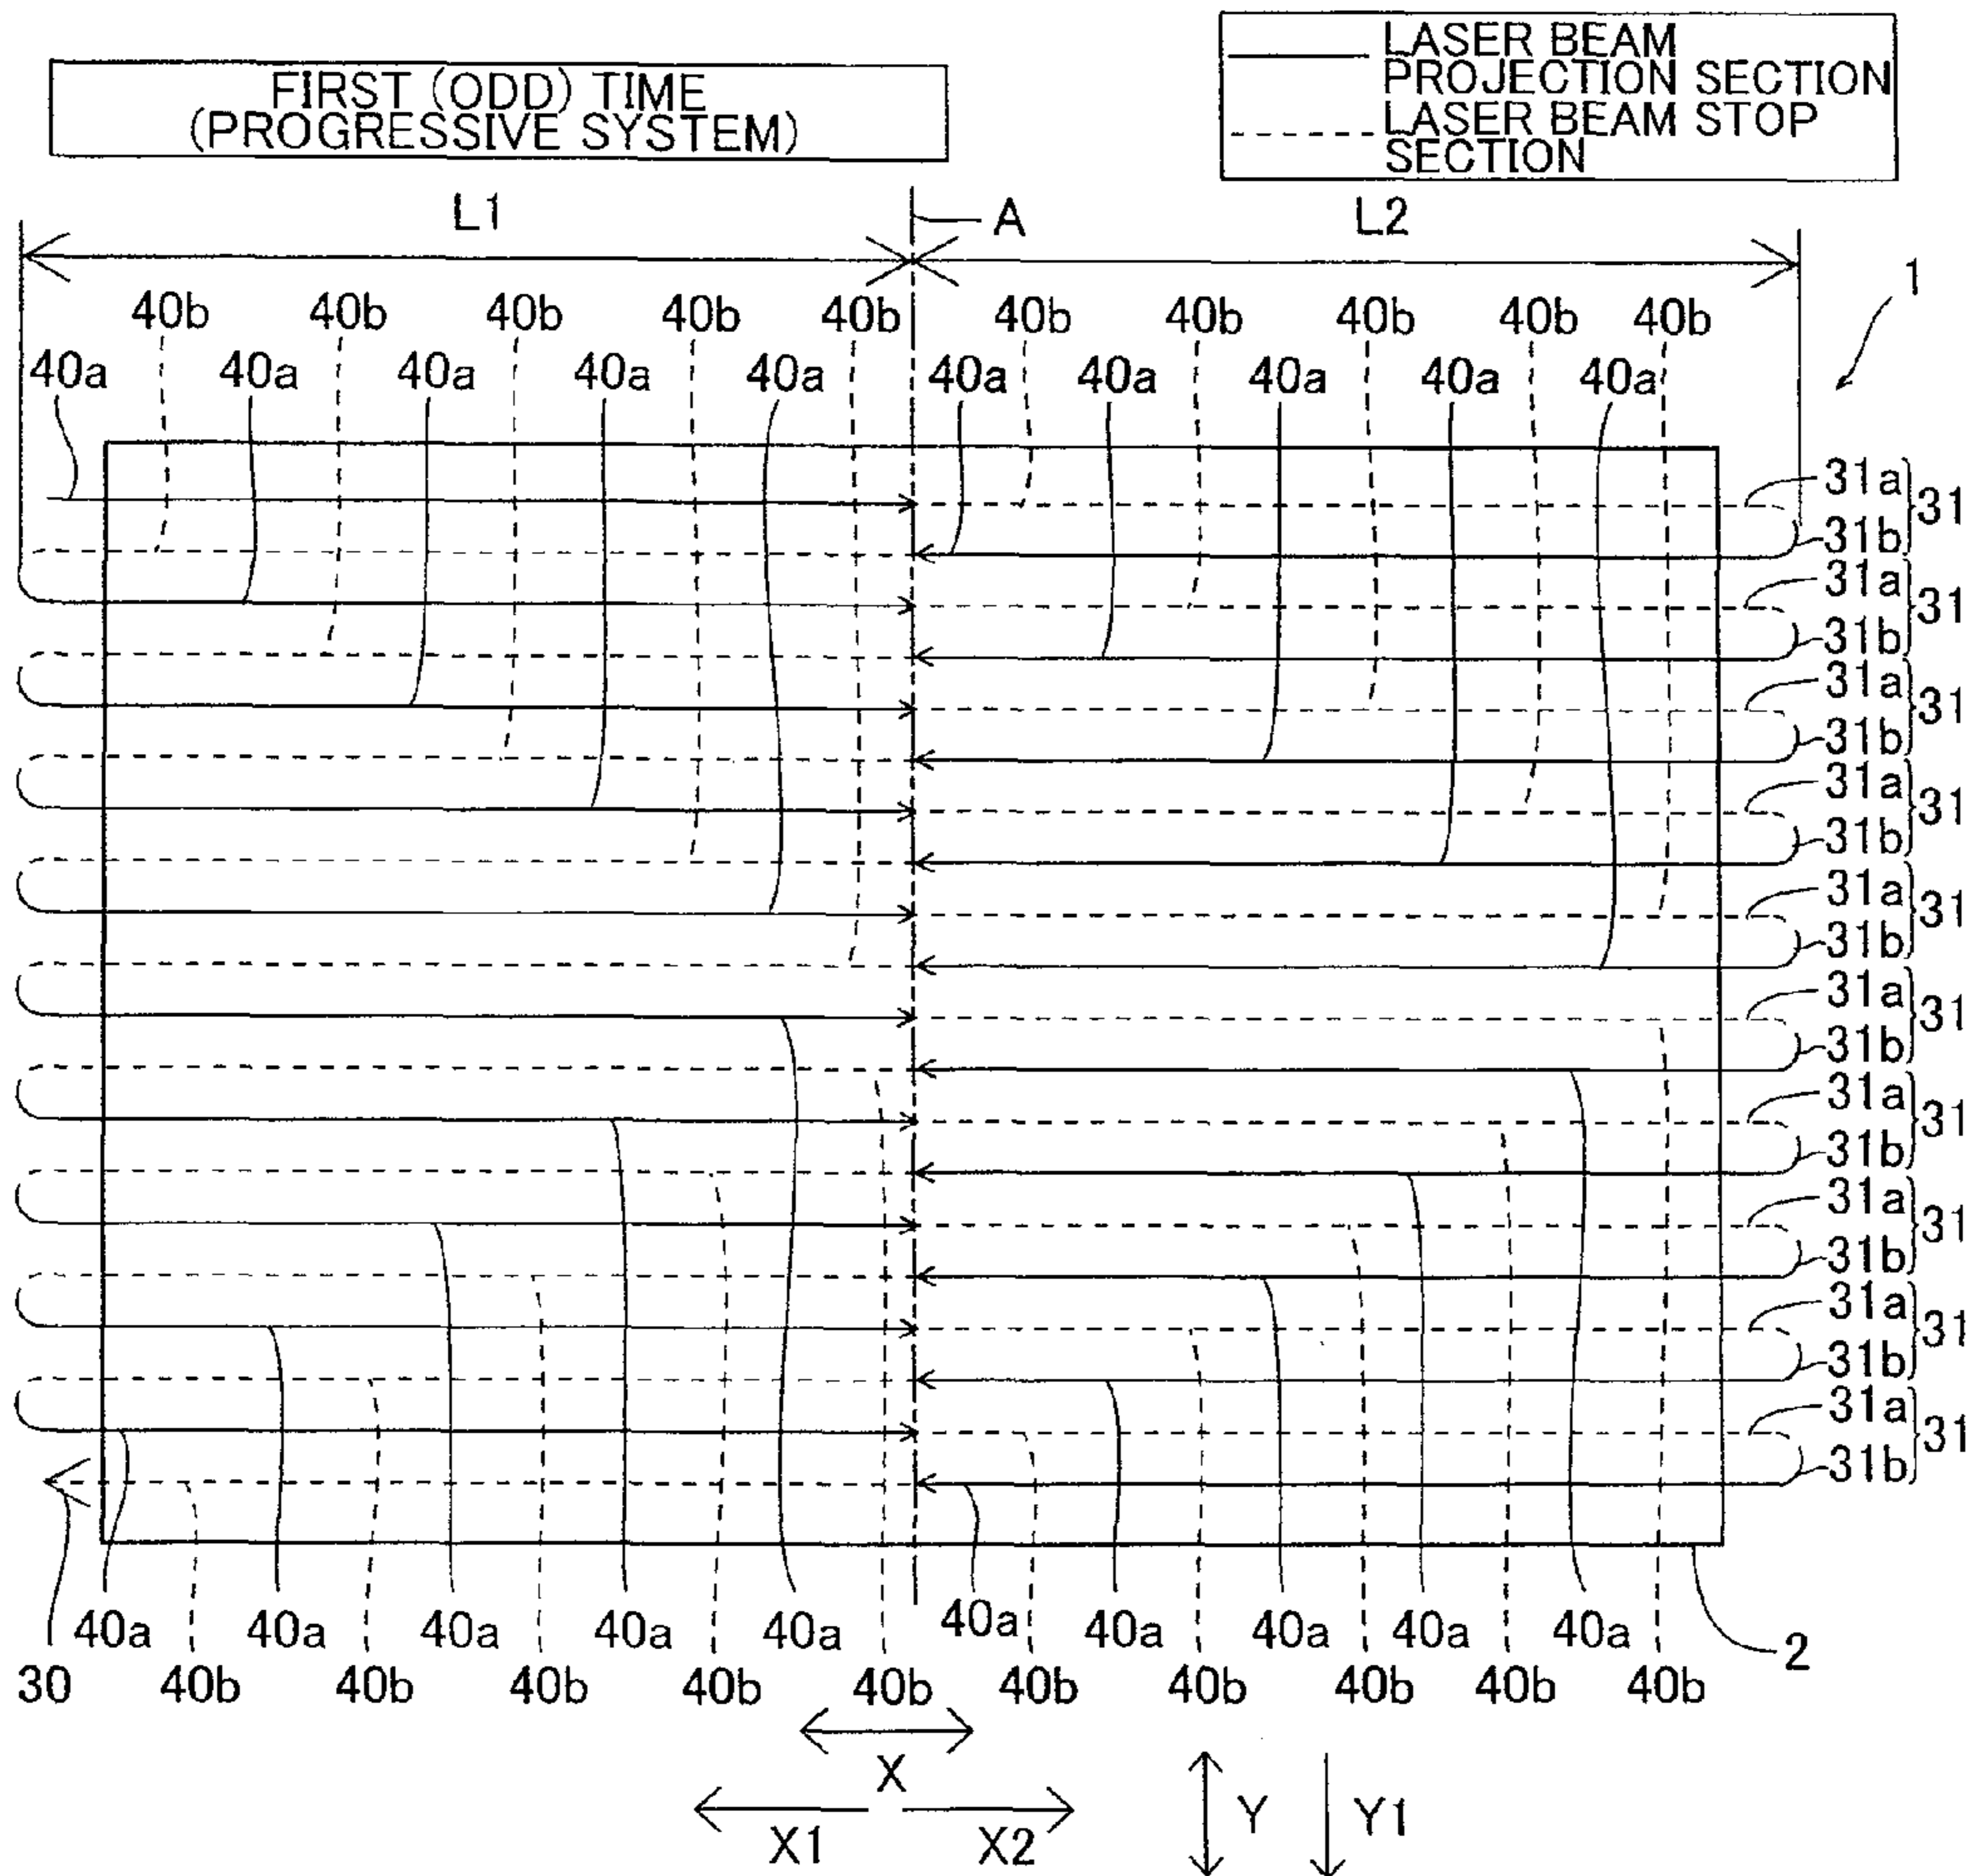 FIRST (ODD) TIME
(PROGRESSIVE SYSTEM)
LASER BEAM
PROJECTION SECTION
LASER BEAM STOP
SECTION
L1
A
L2
1
40b 40b 40b 40b 40b 40b 40b 40b 40b 40b
40a 40a 40a 40a 40a 40a 40a 40a 40a 40a
31a
31
31b
31a
31
31b
31a
31
31b
31a
31
31b
31a
31
31b
31a
31
31b
31a
31
31b
31a
31
31b
31a
31
31b
31a
31
31b
40a 40a 40a 40a 40a 40a 40a 40a 40a 40a 2
30 40b 40b 40b 40b 40b 40b 40b 40b 40b 40b
X
X1 X2 Y Y1